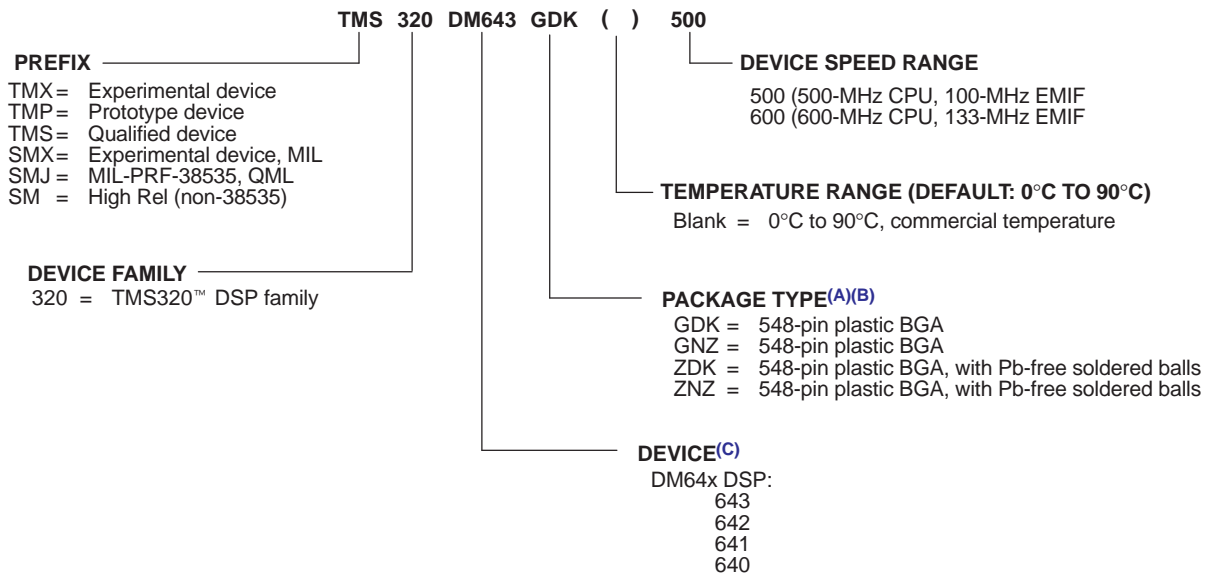 TMS 320 DM643 GDK ( ) 500
PREFIX
TMX = Experimental device
TMP = Prototype device
TMS = Qualified device
SMX = Experimental device, MIL
SMJ = MIL-PRF-38535, QML
SM = High Rel (non-38535)
DEVICE SPEED RANGE
500 (500-MHz CPU, 100-MHz EMIF
600 (600-MHz CPU, 133-MHz EMIF
TEMPERATURE RANGE (DEFAULT: 0°C TO 90°C)
Blank = 0°C to 90°C, commercial temperature
DEVICE FAMILY
320 = TMS320™ DSP family
PACKAGE TYPE(A)(B)
GDK = 548-pin plastic BGA
GNZ = 548-pin plastic BGA
ZDK = 548-pin plastic BGA, with Pb-free soldered balls
ZNZ = 548-pin plastic BGA, with Pb-free soldered balls
DEVICE(C)
DM64x DSP:
643
642
641
640